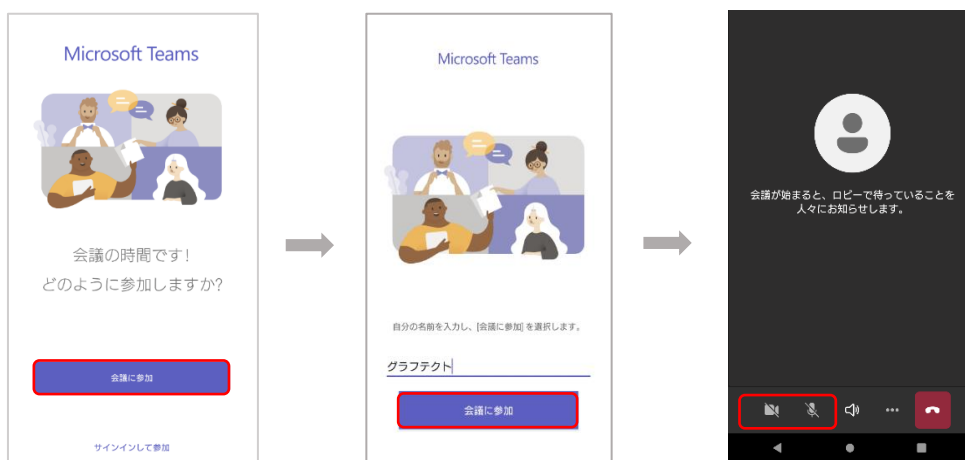 Microsoft Teams
会議の時間です!
どのように参加しますか?
会議に参加
サインインして参加
Microsoft Teams
自分の名前を入力し、[会議に参加] を選択します。
グラフテクト
会議に参加
会議が始まると、ロビーで待っていることを
人々にお知らせします。